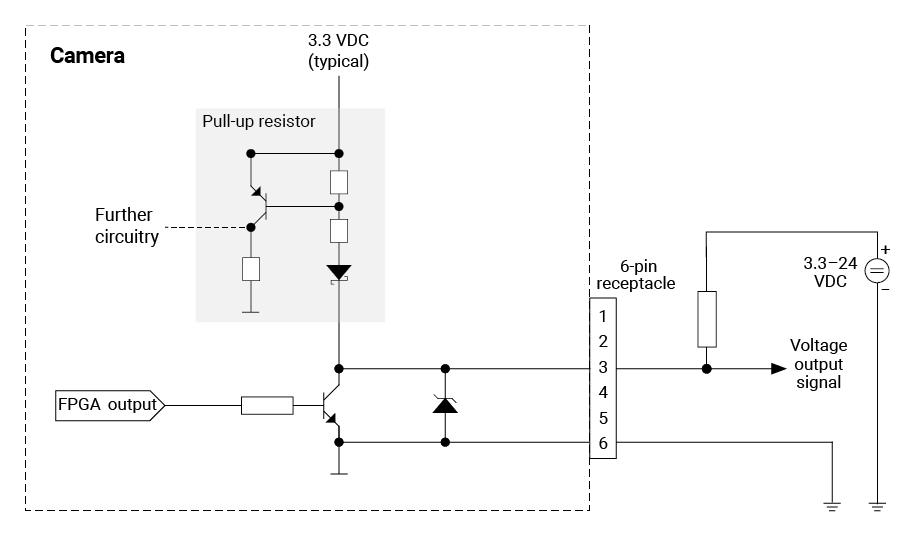 Camera
3.3 VDC
(typical)
Pull-up resistor
Further
circuitry
6-pin
receptacle
3.3–24
VDC
+
–
1
2
3
4
5
6
Voltage
output
signal
FPGA output